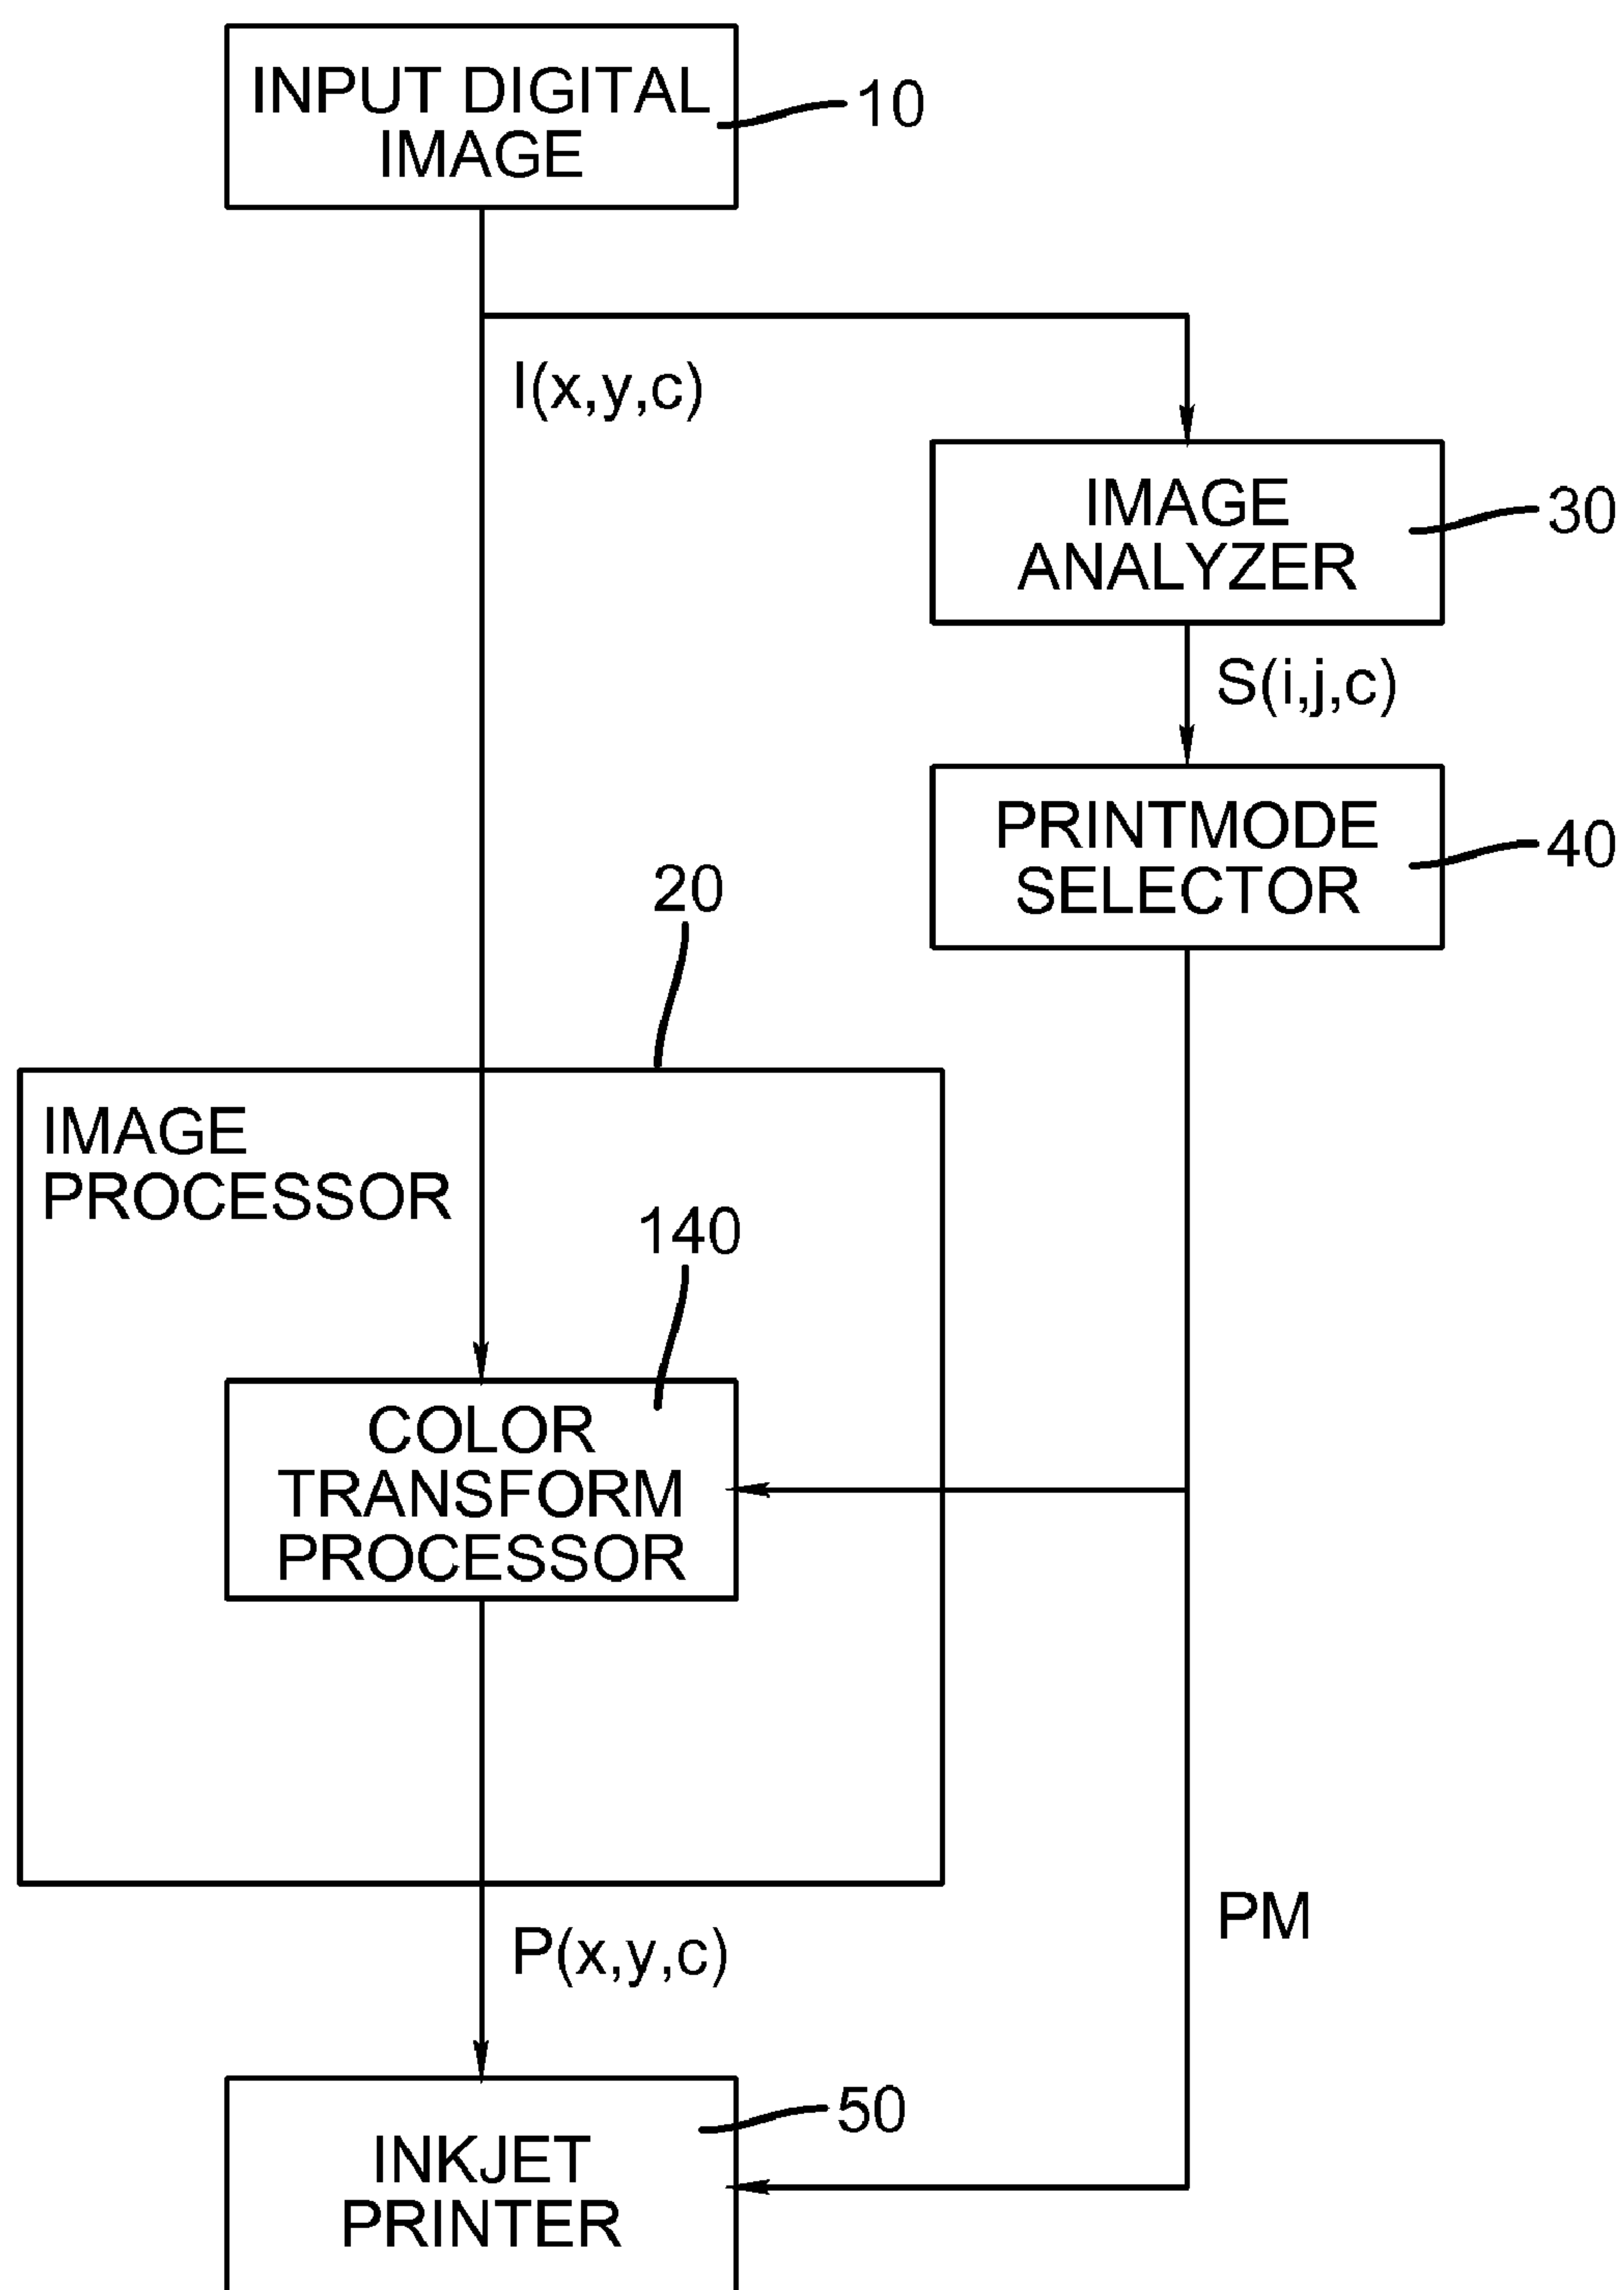 INPUT DIGITAL
IMAGE
10
I(x,y,c)
IMAGE
ANALYZER
30
S(i,j,c)
PRINTMODE
SELECTOR
40
20
IMAGE
PROCESSOR
140
COLOR
TRANSFORM
PROCESSOR
PM
P(x,y,c)
50
INKJET
PRINTER